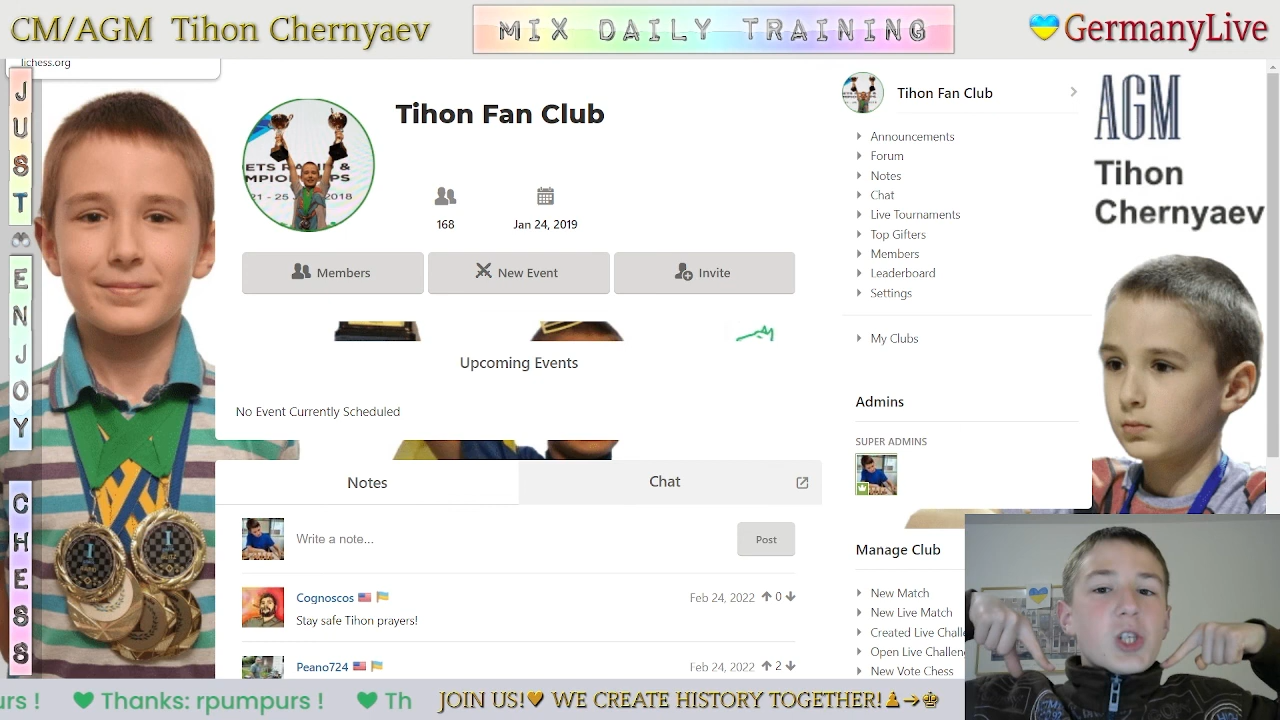 CM/AGM Tihon Chernyaev
MIX DAILY TRAINING
GermanyLive
lichess.org
JUST
ENJOY
CHESS
Tihon Fan Club
168
Jan 24, 2019
Members
New Event
Invite
Upcoming Events
No Event Currently Scheduled
Notes
Chat
Write a note...
Post
Cognoscos
Feb 24, 2022
0
Stay safe Tihon prayers!
Peano724
Feb 24, 2022
2
Tihon Fan Club
Announcements
Forum
Notes
Chat
Live Tournaments
Top Gifters
Members
Leaderboard
Settings
My Clubs
Admins
SUPER ADMINS
Manage Club
New Match
New Live Match
Created Live Challe
Open Live Challen
New Vote Chess
AGM
Tihon
Chernyaev
urs ! Thanks: rpumpurs ! Th
JOIN US! WE CREATE HISTORY TOGETHER!